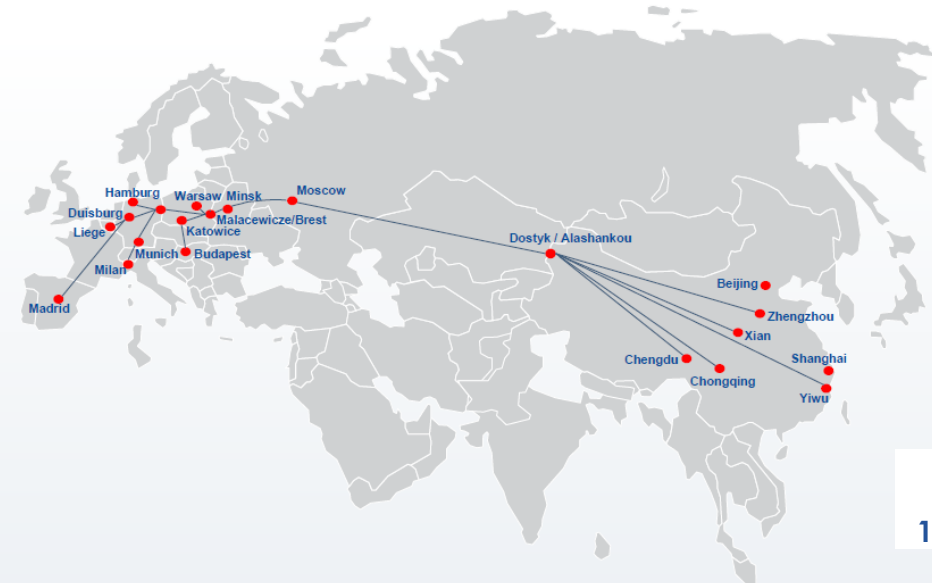 Hamburg
Warsaw Minsk
Moscow
Duisburg
Malacewicze/Brest
Liege
Katowice
Dostyk / Alashankou
Munich
Budapest
Milan
Beijing
Madrid
Zhengzhou
Xian
Chengdu
Shanghai
Chongqing
Yiwu
1